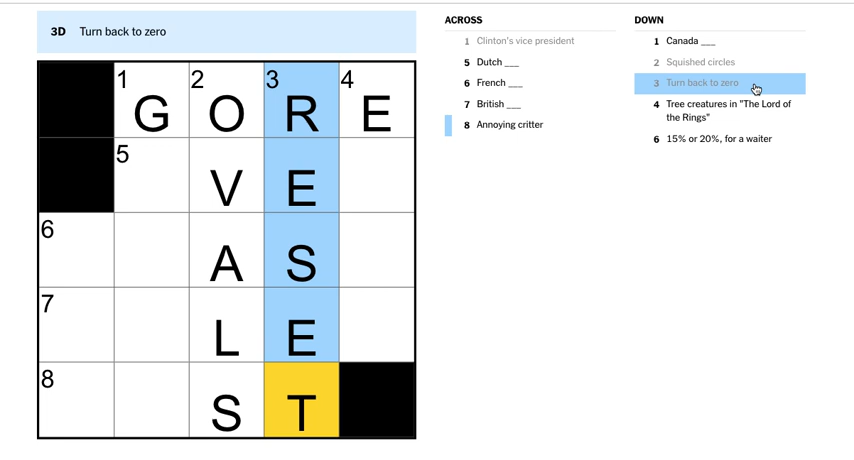 3D Turn back to zero
1 2 3 4
G O R E
5
V E
6
A S
7
L E
8
S T
ACROSS
1 Clinton's vice president
5 Dutch ___
6 French ___
7 British ___
8 Annoying critter
DOWN
1 Canada ___
2 Squished circles
3 Turn back to zero
4 Tree creatures in "The Lord of
the Rings"
6 15% or 20%, for a waiter